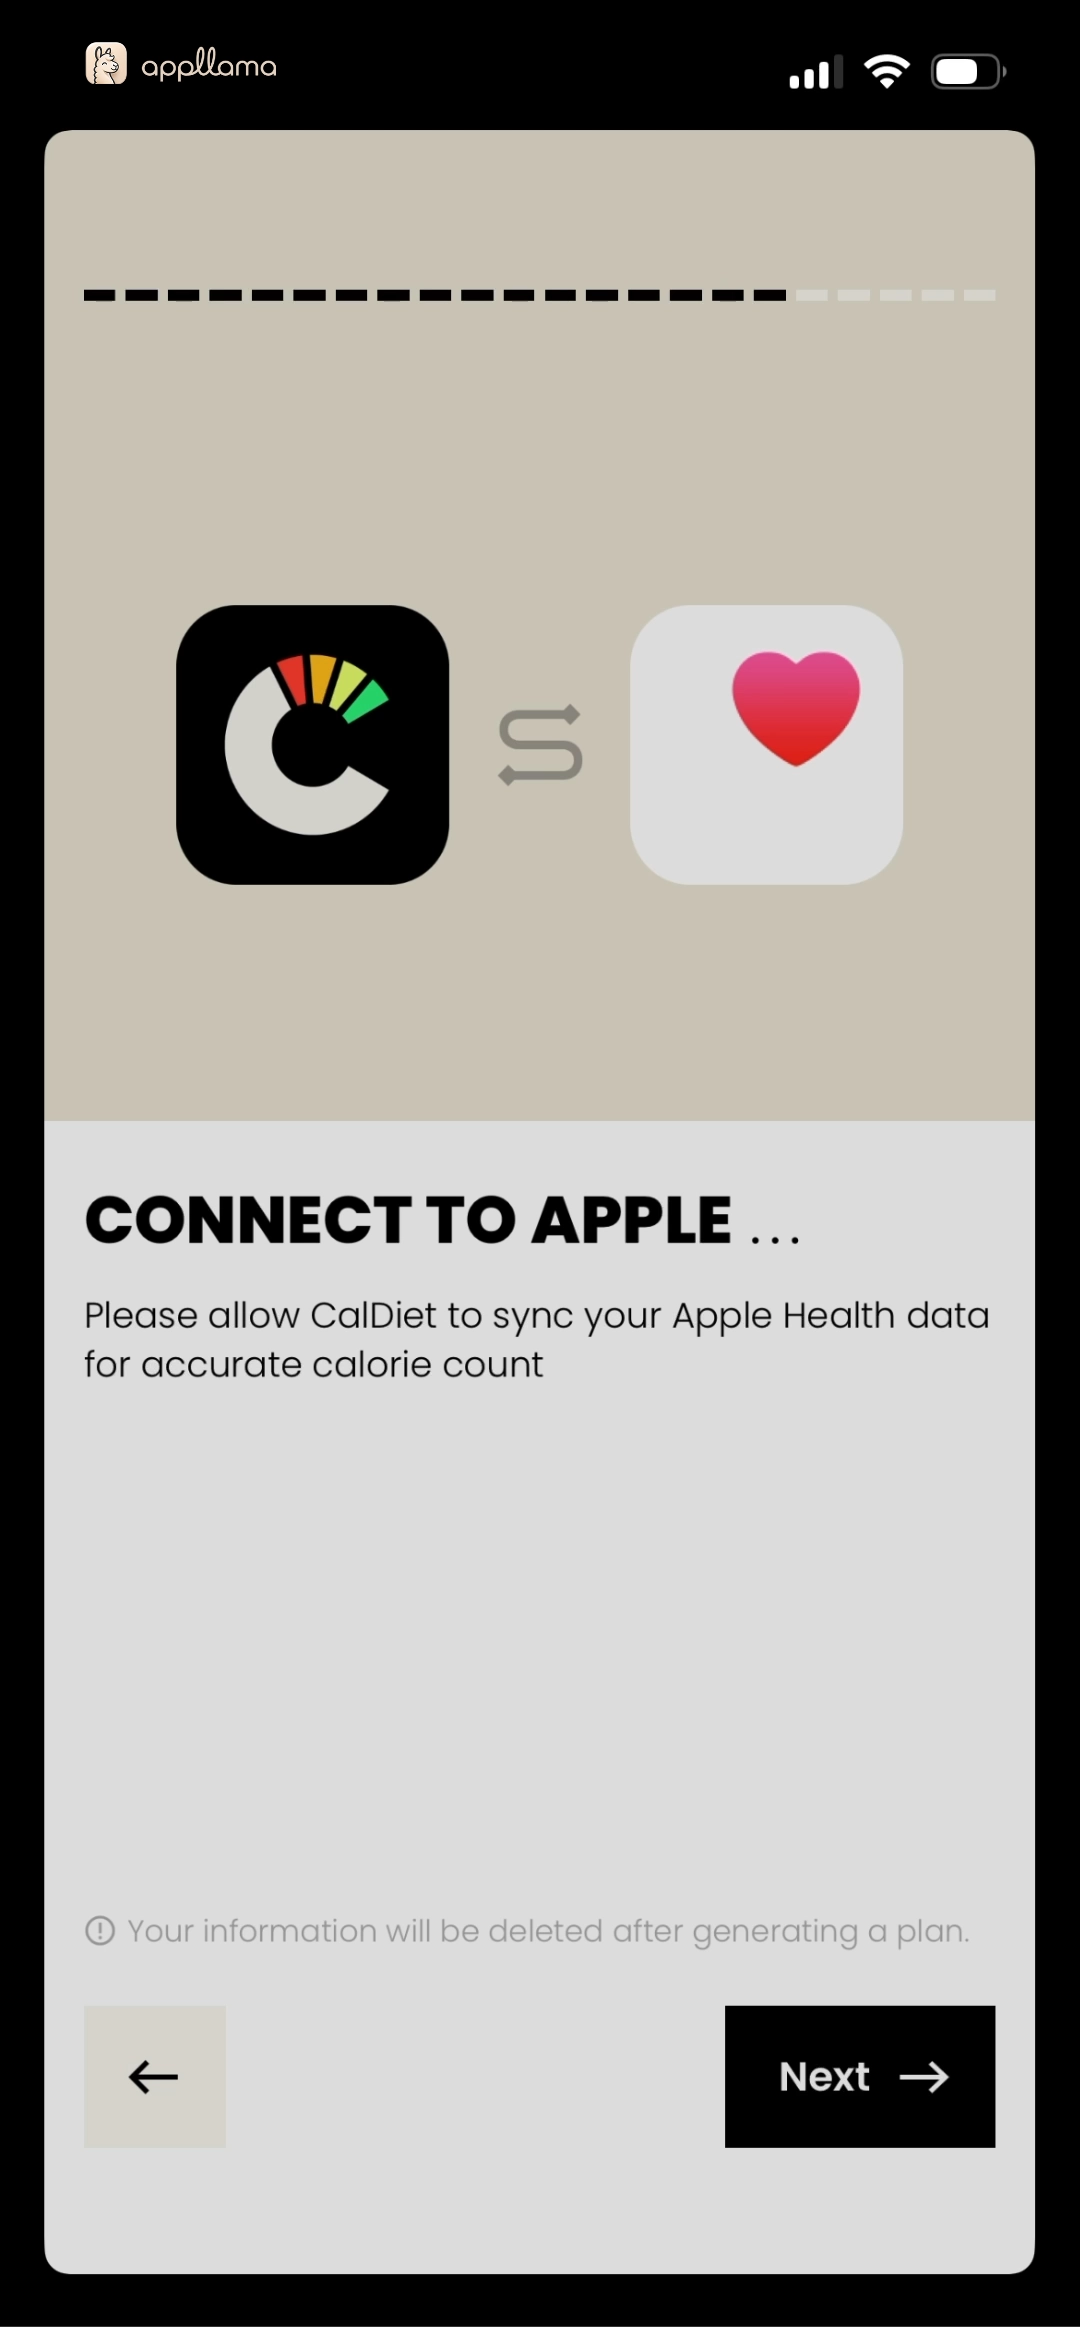 appllama
CONNECT TO APPLE ...
Please allow CalDiet to sync your Apple Health data
for accurate calorie count
Your information will be deleted after generating a plan.
Next